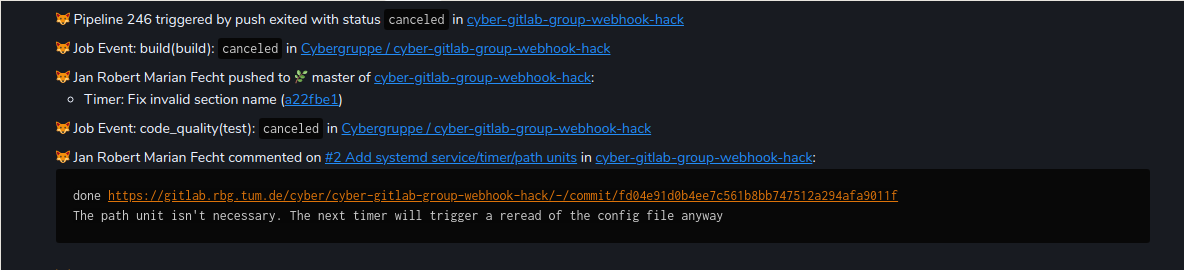 🦊 Pipeline 246 triggered by push exited with status canceled in cyber-gitlab-group-webhook-hack
🦊 Job Event: build(build): canceled in Cybergruppe / cyber-gitlab-group-webhook-hack
🦊 Jan Robert Marian Fecht pushed to 🌿 master of cyber-gitlab-group-webhook-hack:
Timer: Fix invalid section name (a22fbe1)
🦊 Job Event: code_quality(test): canceled in Cybergruppe / cyber-gitlab-group-webhook-hack
🦊 Jan Robert Marian Fecht commented on #2 Add systemd service/timer/path units in cyber-gitlab-group-webhook-hack:
done https://gitlab.rbg.tum.de/cyber/cyber-gitlab-group-webhook-hack/-/commit/fd04e91d0b4ee7c561b8bb747512a294afa9011f
The path unit isn't necessary. The next timer will trigger a reread of the config file anyway